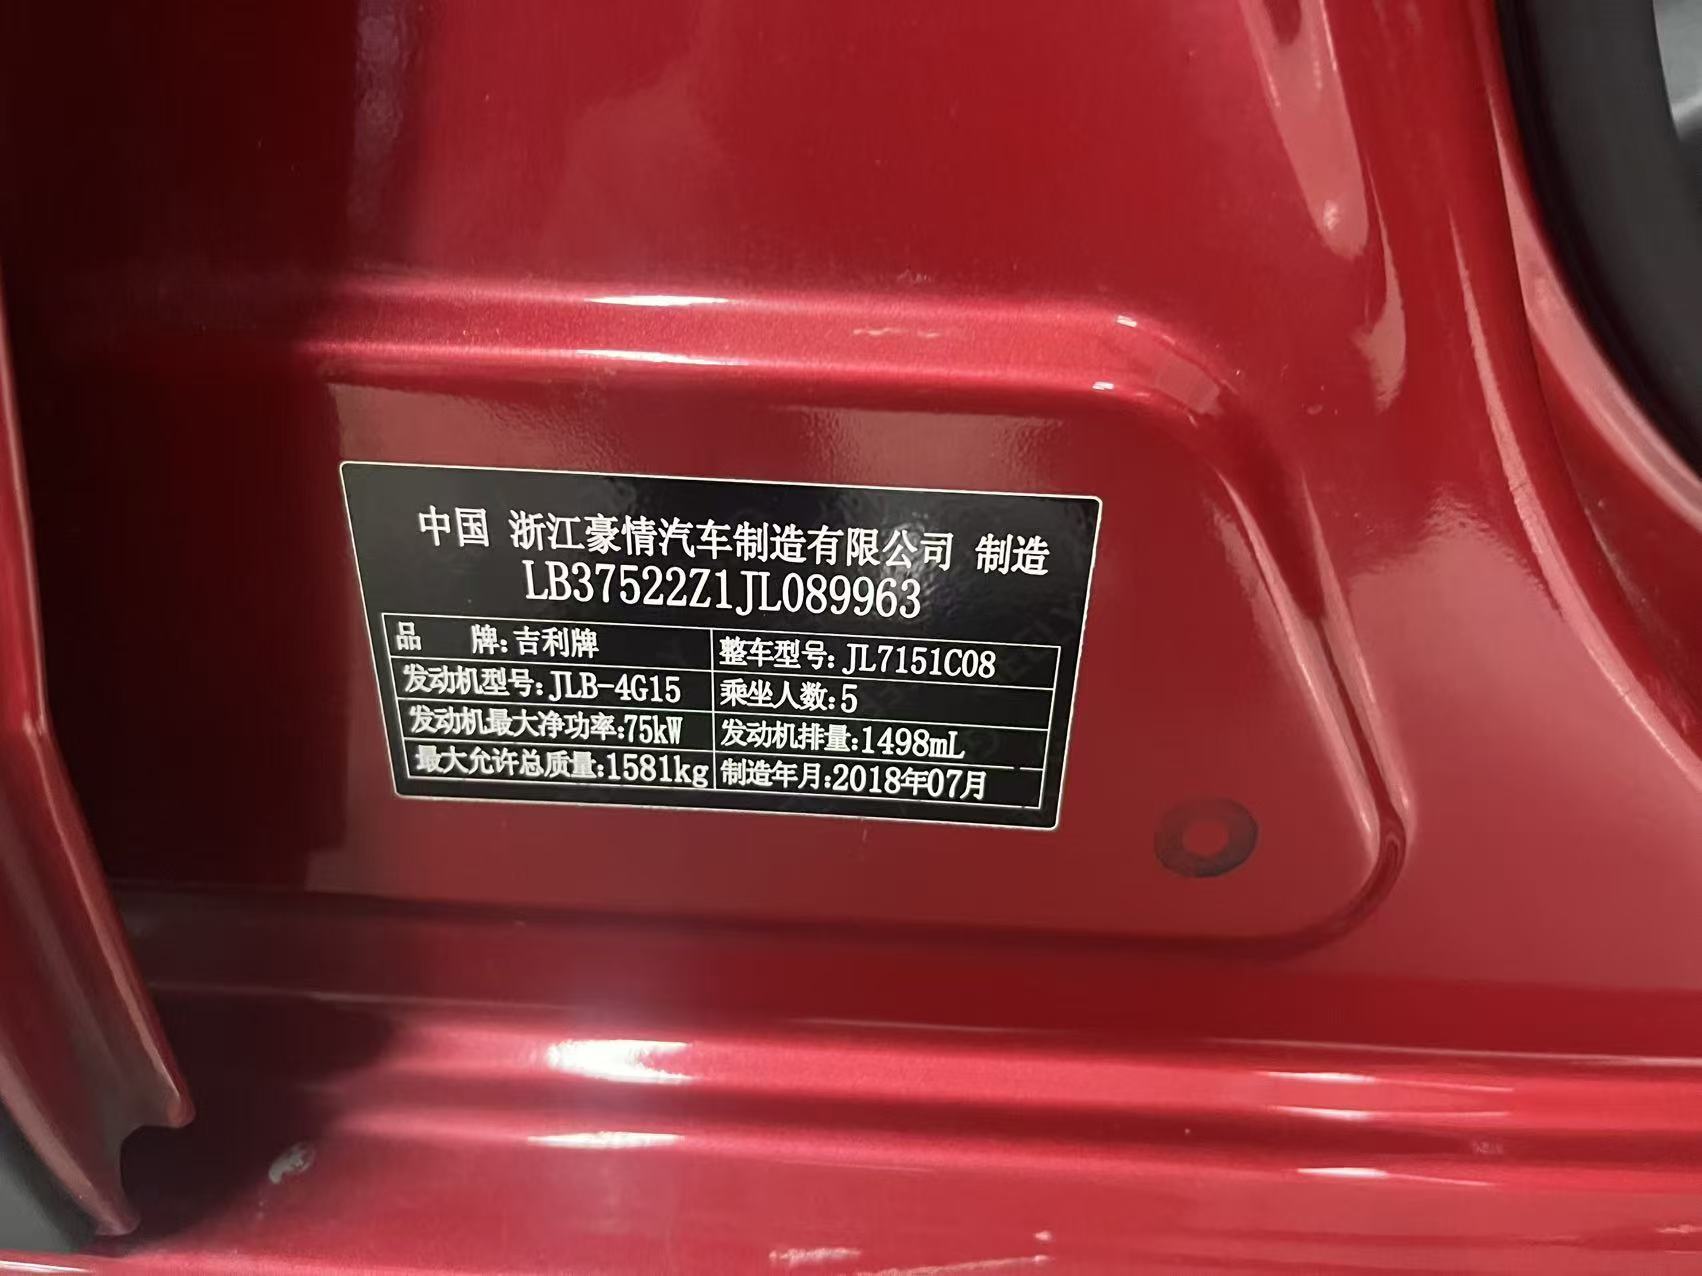 中国 浙江豪情汽车制造有限公司 制造
LB37522Z1JL089963
品 牌:吉利牌 整车型号:JL7151C08
发动机型号:JLB-4G15 乘坐人数:5
发动机最大净功率:75kW 发动机排量:1498mL
最大允许总质量:1581kg 制造年月:2018年07月